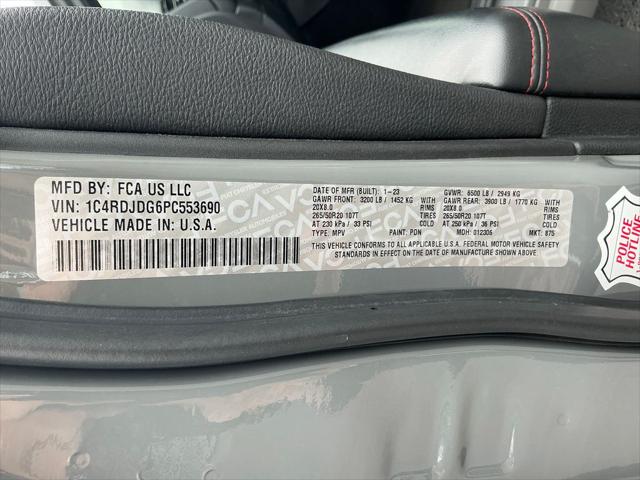 MFD BY: FCA US LLC
VIN: 1C4RDJDG6PC553690
VEHICLE MADE IN: U.S.A.
DATE OF MFR (BUILT): 1-23 GVWR: 6500 LB / 2949 KG
GAWR FRONT: 3200 LB / 1452 KG WITH GAWR REAR: 3900 LB / 1770 KG WITH
20X8.0 RIMS 20X8.0 RIMS
265/50R20 107T TIRES 265/50R20 107T TIRES
AT 230 kPa / 33 PSI COLD AT 250 kPa / 36 PSI COLD
TYPE: MPV PAINT: PDN MDH: 012306 MKT: 875
THIS VEHICLE CONFORMS TO ALL APPLICABLE U.S.A. FEDERAL MOTOR VEHICLE SAFETY
STANDARDS IN EFFECT ON THE DATE OF MANUFACTURE SHOWN ABOVE.
POLICE
HOTLINE